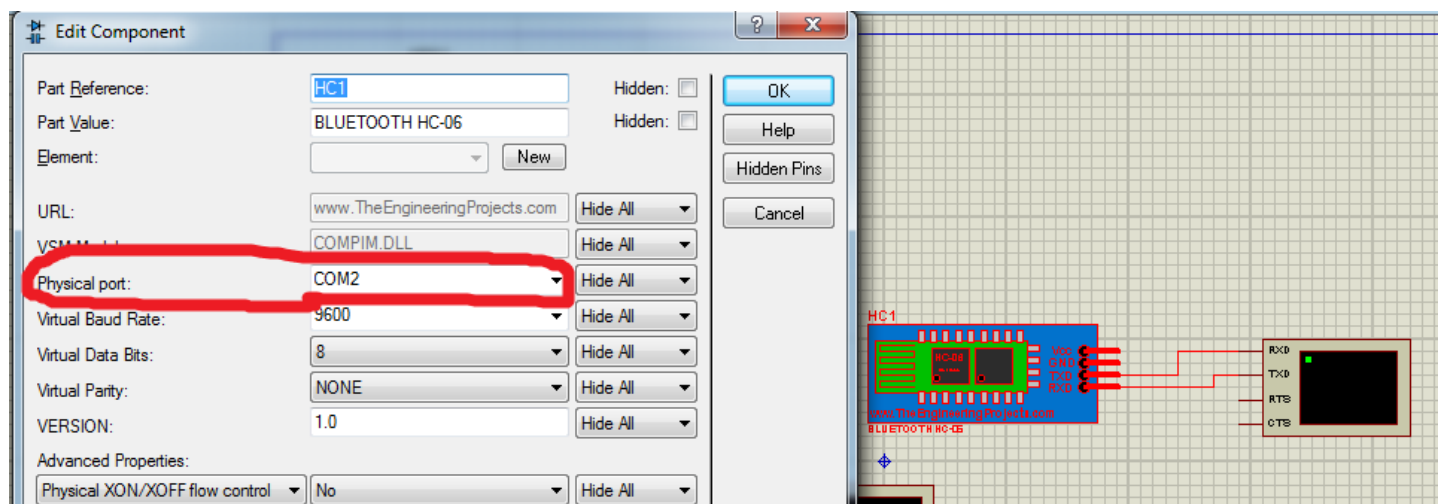 Edit Component
Part Reference:
HC1
Hidden:
OK
Part Value:
BLUETOOTH HC-06
Hidden:
Help
Element:
New
Hidden Pins
URL:
www.TheEngineeringProjects.com
Hide All
Cancel
COMPIM.DLL
Hide All
Physical port:
COM2
Hide All
Virtual Baud Rate:
9600
Hide All
Virtual Data Bits:
8
Hide All
Virtual Parity:
NONE
Hide All
VERSION:
1.0
Hide All
Advanced Properties:
Physical XON/XOFF flow control
No
Hide All
HC1
HC-06
Vcc
GND
TXD
RXD
www.TheEngineeringProjects.com
BLUETOOTH HC-06
RXD
TXD
RTS
CTS